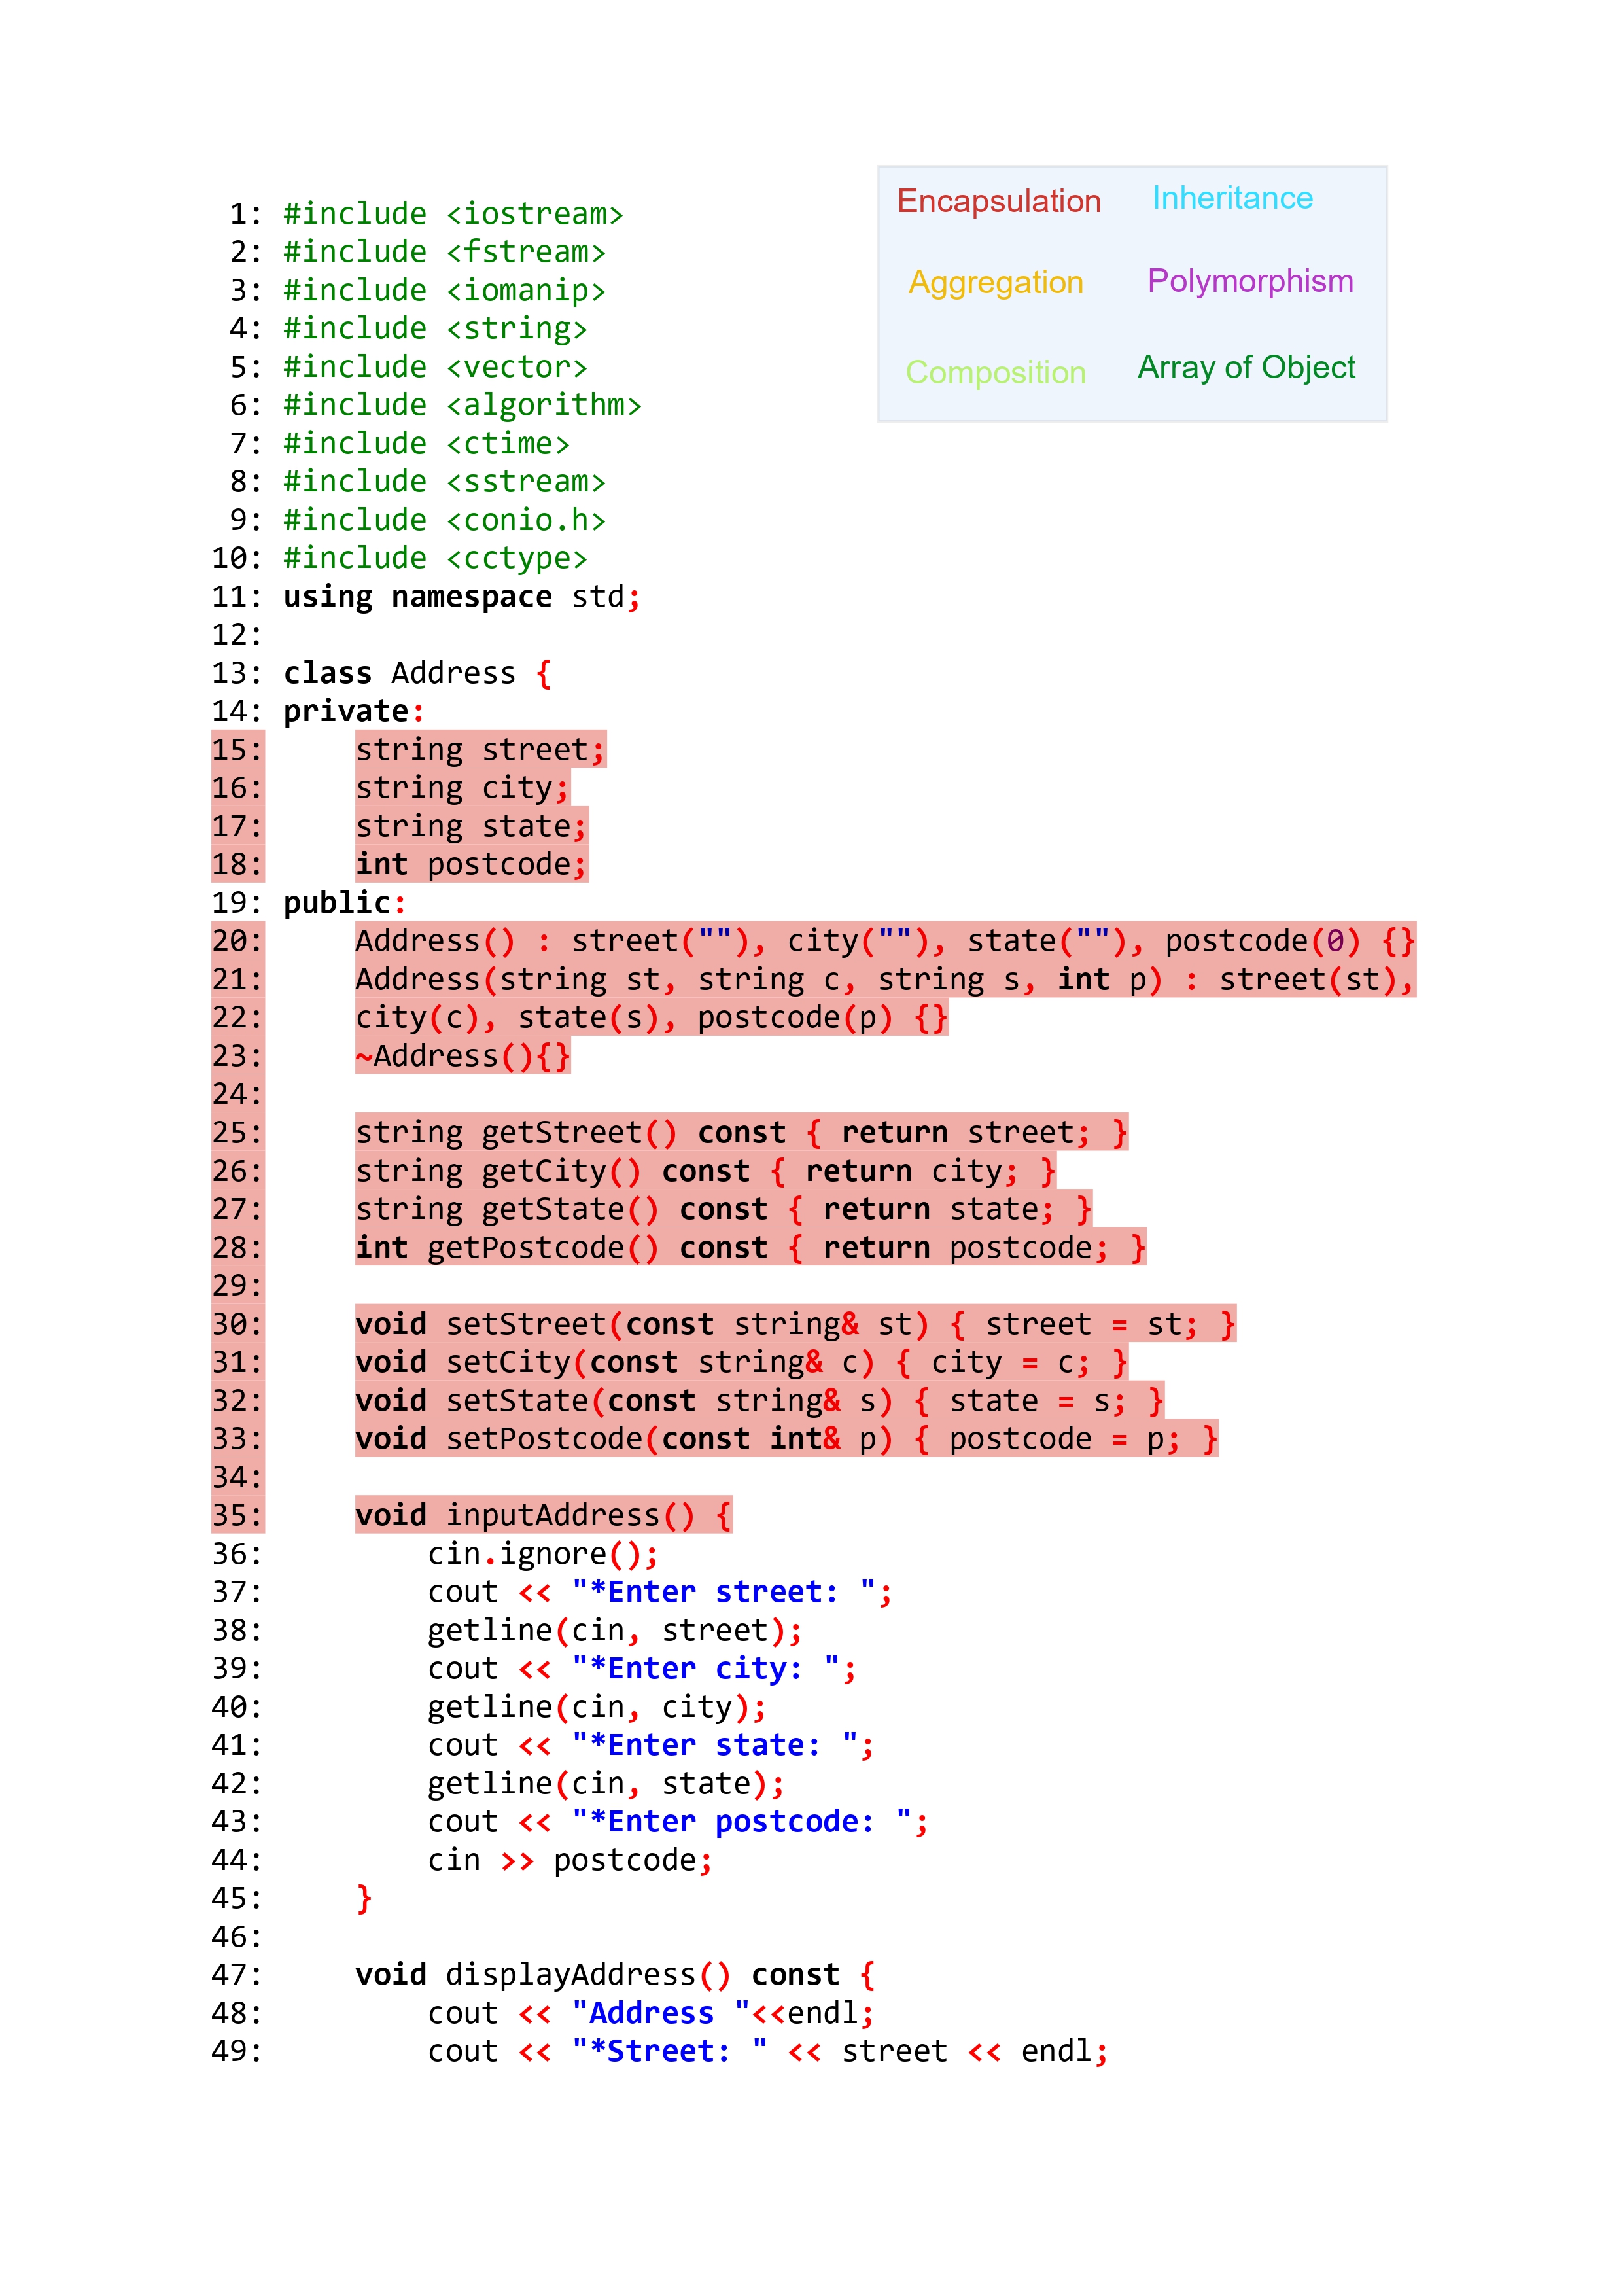 Encapsulation Inheritance
Aggregation Polymorphism
Composition Array of Object
1: #include <iostream>
2: #include <fstream>
3: #include <iomanip>
4: #include <string>
5: #include <vector>
6: #include <algorithm>
7: #include <ctime>
8: #include <sstream>
9: #include <conio.h>
10: #include <cctype>
11: using namespace std;
12:
13: class Address {
14: private:
15:     string street;
16:     string city;
17:     string state;
18:     int postcode;
19: public:
20:     Address() : street(""), city(""), state(""), postcode(0) {}
21:     Address(string st, string c, string s, int p) : street(st),
22:     city(c), state(s), postcode(p) {}
23:     ~Address(){}
24:
25:     string getStreet() const { return street; }
26:     string getCity() const { return city; }
27:     string getState() const { return state; }
28:     int getPostcode() const { return postcode; }
29:
30:     void setStreet(const string& st) { street = st; }
31:     void setCity(const string& c) { city = c; }
32:     void setState(const string& s) { state = s; }
33:     void setPostcode(const int& p) { postcode = p; }
34:
35:     void inputAddress() {
36:         cin.ignore();
37:         cout << "*Enter street: ";
38:         getline(cin, street);
39:         cout << "*Enter city: ";
40:         getline(cin, city);
41:         cout << "*Enter state: ";
42:         getline(cin, state);
43:         cout << "*Enter postcode: ";
44:         cin >> postcode;
45:     }
46:
47:     void displayAddress() const {
48:         cout << "Address "<<endl;
49:         cout << "*Street: " << street << endl;